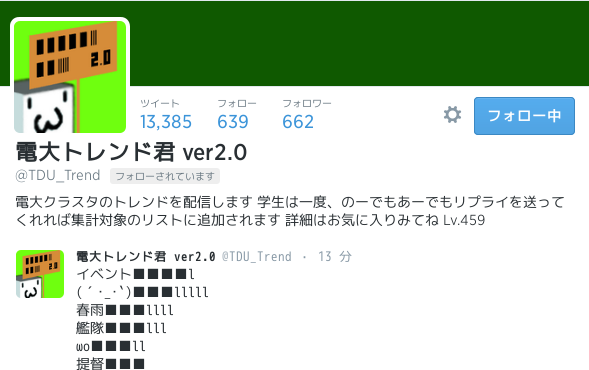 2.0
ツイート フォロー フォロワー
13,385 639 662
フォロー中
電大トレンド君 ver2.0
@TDU_Trend フォローされています
電大クラスタのトレンドを配信します 学生は一度、のーでもあーでもリプライを送って
くれれば集計対象のリストに追加されます 詳細はお気に入りみてね Lv.459
電大トレンド君 ver2.0 @TDU_Trend ・ 13 分
イベント■■■■l
(´･_･`)■■■lllll
春雨■■■llll
艦隊■■■lll
ωo■■■ll
提督■■■